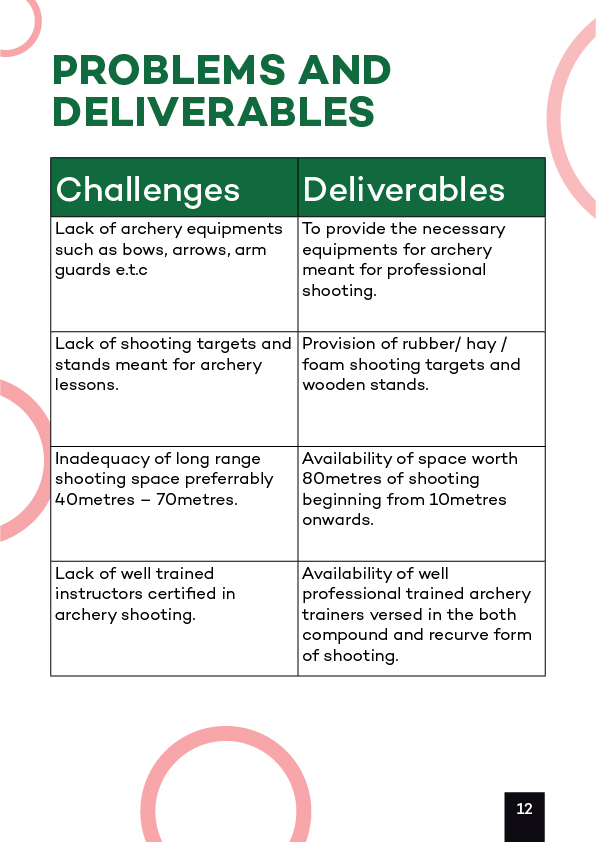 PROBLEMS AND
DELIVERABLES
Challenges
Deliverables
Lack of archery equipments
such as bows, arrows, arm
guards e.t.c
To provide the necessary
equipments for archery
meant for professional
shooting.
Lack of shooting targets and
stands meant for archery
lessons.
Provision of rubber/ hay /
foam shooting targets and
wooden stands.
Inadequacy of long range
shooting space preferrably
40metres – 70metres.
Availability of space worth
80metres of shooting
beginning from 10metres
onwards.
Lack of well trained
instructors certified in
archery shooting.
Availability of well
professional trained archery
trainers versed in the both
compound and recurve form
of shooting.
12